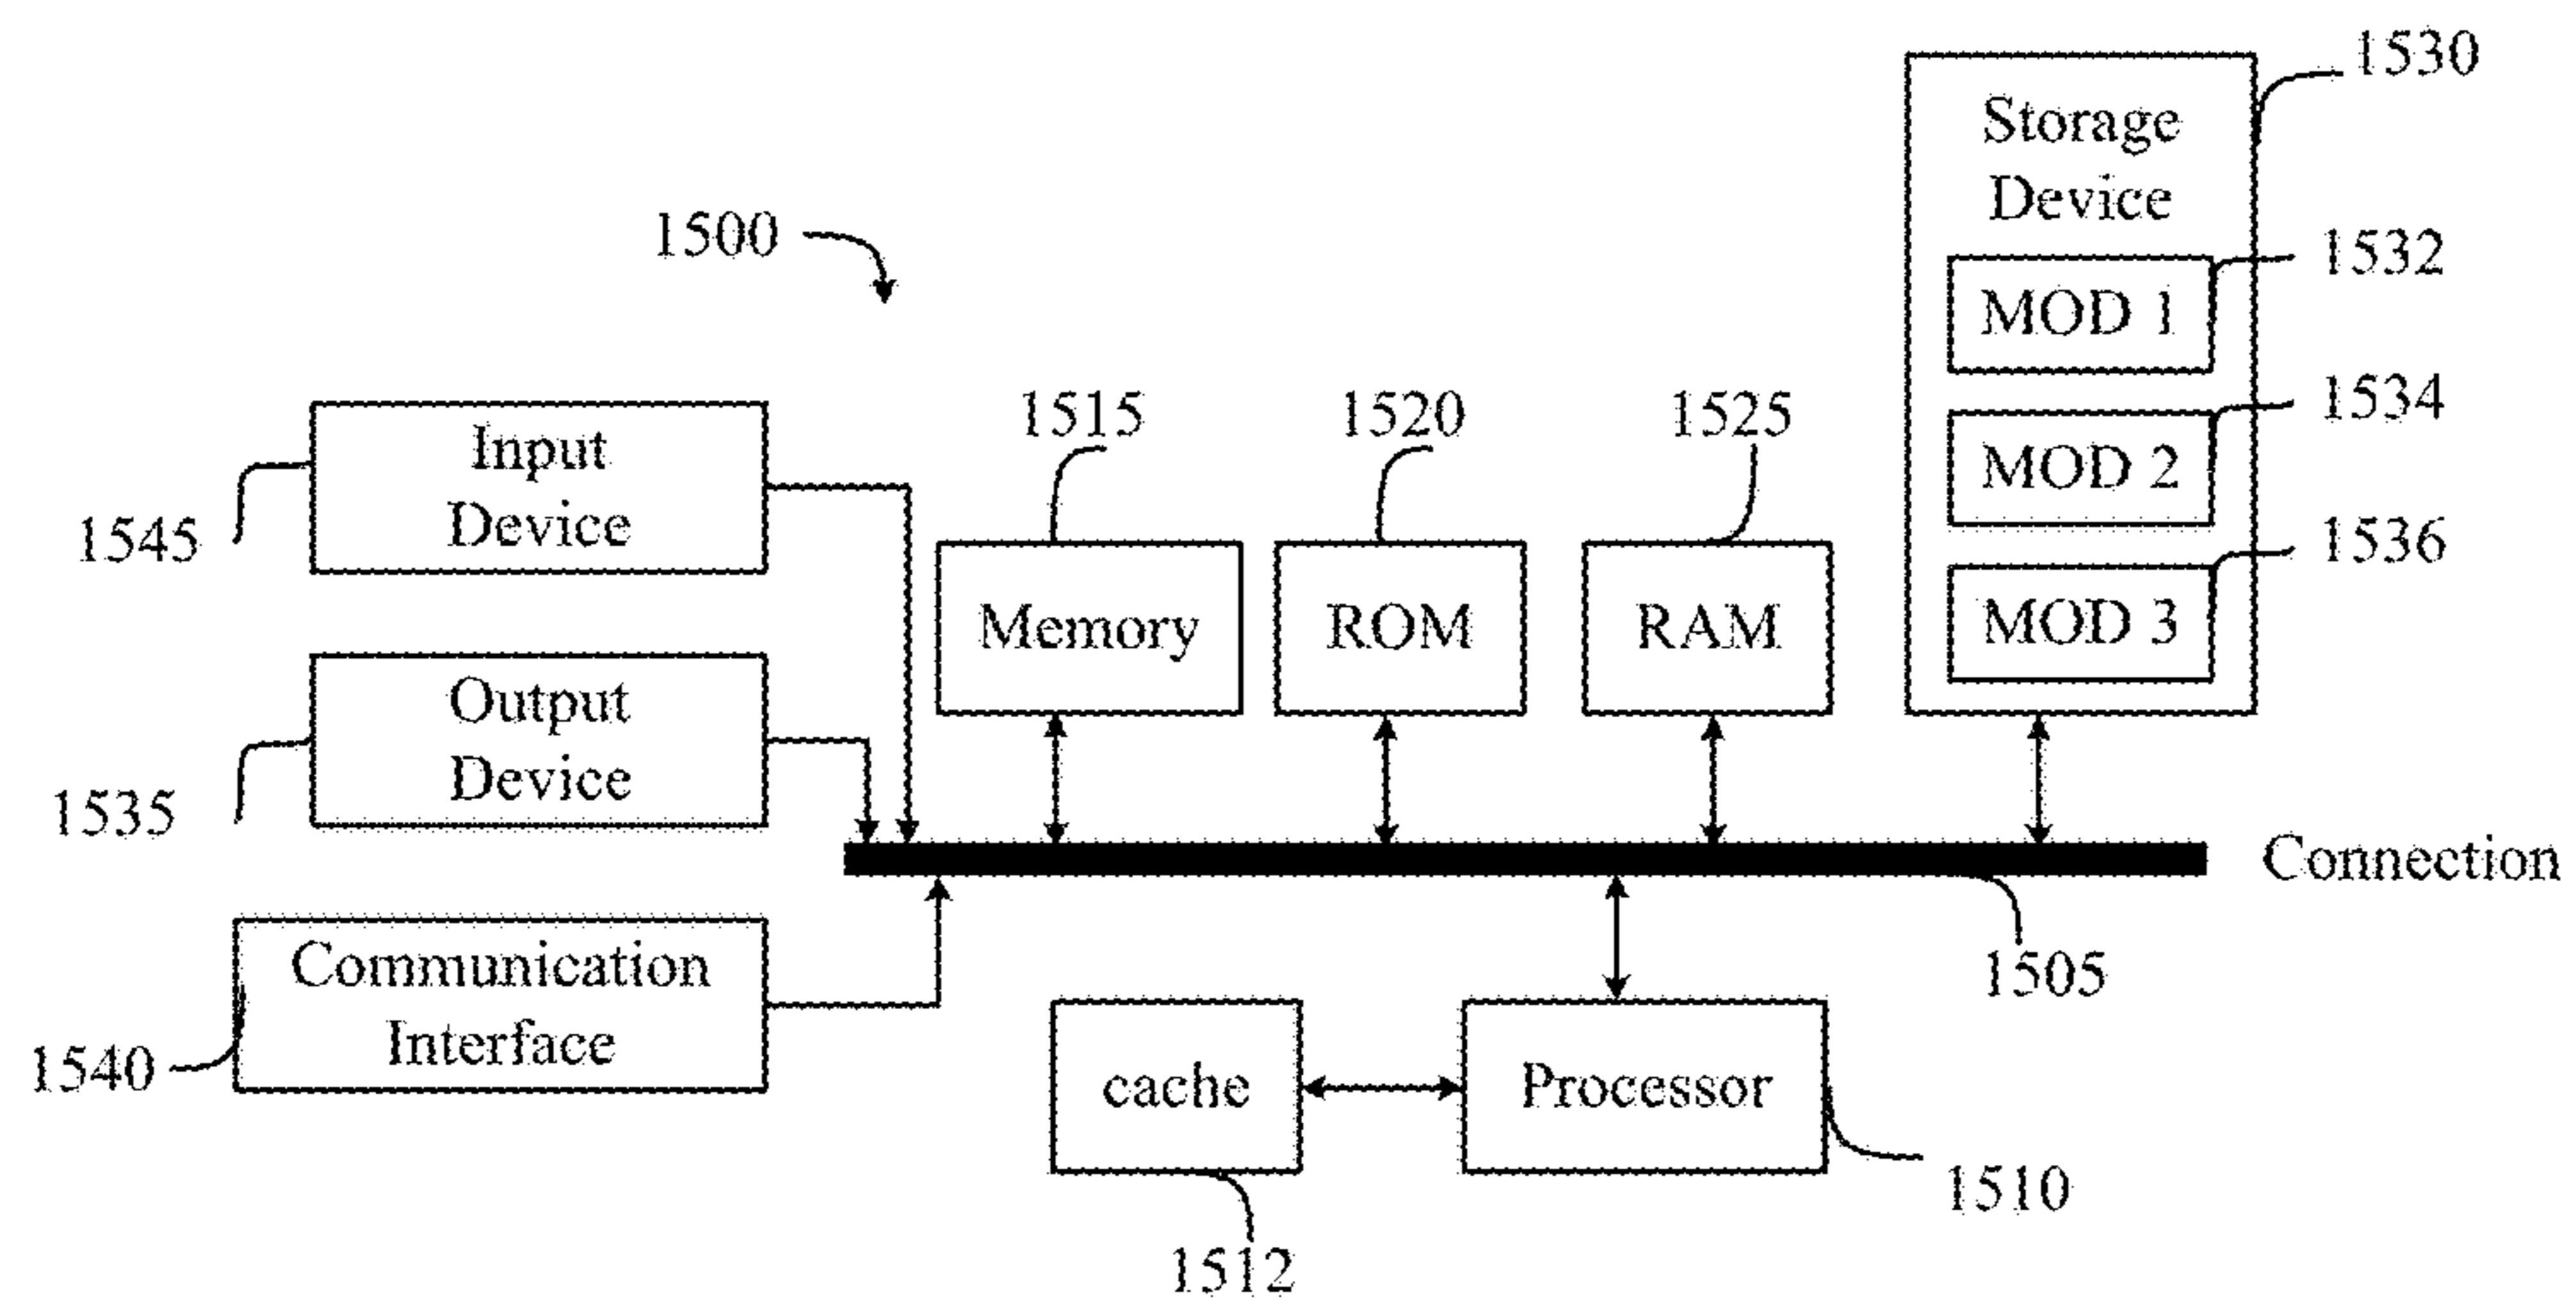 1530
Storage
Device
1500
1532
MOD 1
1534
MOD 2
1536
MOD 3
1515
1520
1525
Input
Device
1545
Memory
ROM
RAM
Output
Device
1535
Connection
1505
Communication
Interface
1540
cache
Processor
1510
1512